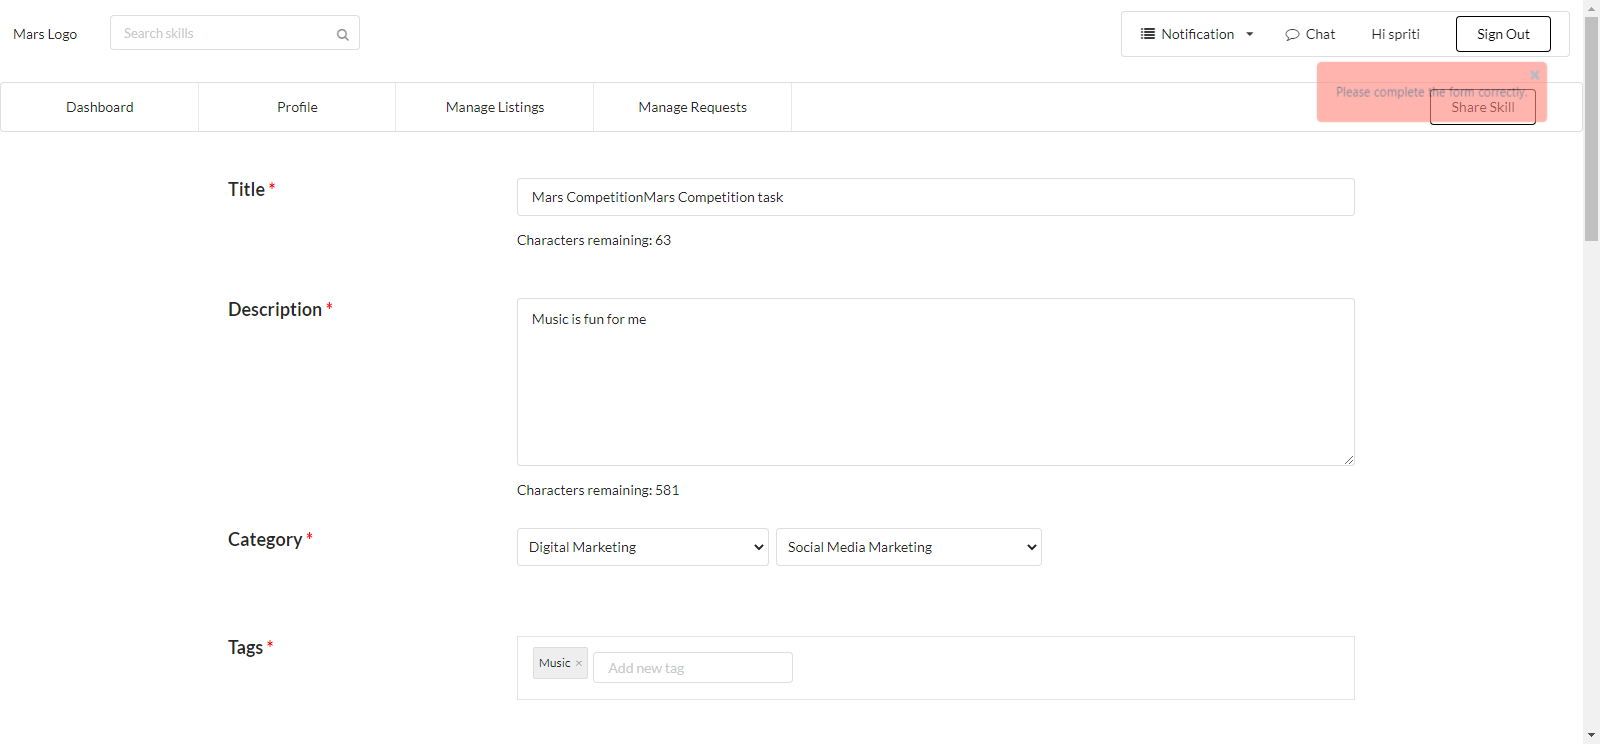 Mars Logo
Search skills
Notification
Chat
Hi spriti
Sign Out
Please complete the form correctly.
Dashboard
Profile
Manage Listings
Manage Requests
Share Skill
Title *
Mars CompetitionMars Competition task
Characters remaining: 63
Description *
Music is fun for me
Characters remaining: 581
Category *
Digital Marketing
Social Media Marketing
Tags *
Music ×
Add new tag